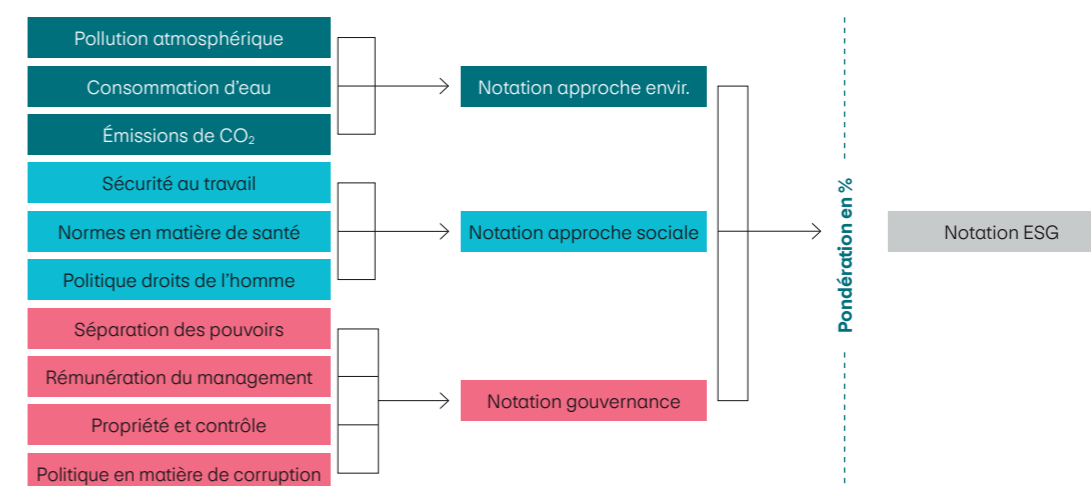 Pollution atmosphérique
Consommation d'eau
Émissions de CO₂
Sécurité au travail
Normes en matière de santé
Politique droits de l'homme
Séparation des pouvoirs
Rémunération du management
Propriété et contrôle
Politique en matière de corruption
Notation approche envir.
Notation approche sociale
Notation gouvernance
Pondération en %
Notation ESG